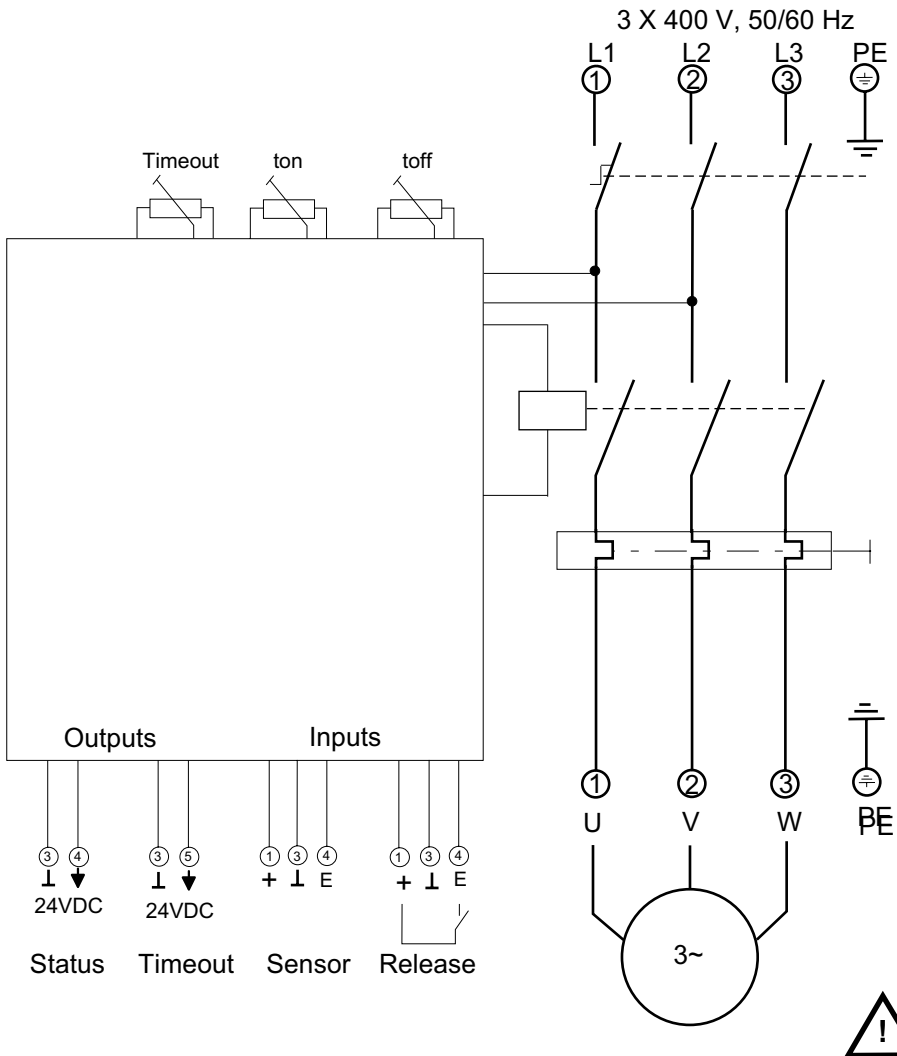 3 X 400 V, 50/60 Hz
L1 L2 L3 PE
1 2 3
Timeout ton toff
Outputs Inputs
1 2 3
U V W PE
3 4 3 5 1 3 4 1 3 4
+ E + E
24VDC 24VDC
Status Timeout Sensor Release
3~
!